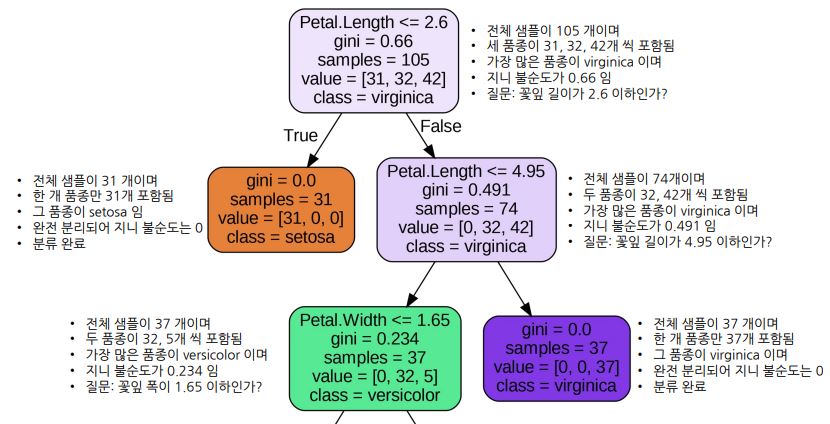 Petal.Length <= 2.6
gini = 0.66
samples = 105
value = [31, 32, 42]
class = virginica
• 전체 샘플이 105 개이며
• 세 품종이 31, 32, 42개 씩 포함됨
• 가장 많은 품종이 virginica 이며
• 지니 불순도가 0.66 임
• 질문: 꽃잎 길이가 2.6 이하인가?
True
False
• 전체 샘플이 31 개이며
• 한 개 품종만 31개 포함됨
• 그 품종이 setosa 임
• 완전 분리되어 지니 불순도는 0
• 분류 완료
gini = 0.0
samples = 31
value = [31, 0, 0]
class = setosa
Petal.Length <= 4.95
gini = 0.491
samples = 74
value = [0, 32, 42]
class = virginica
• 전체 샘플이 74개이며
• 두 품종이 32, 42개 씩 포함됨
• 가장 많은 품종이 virginica 이며
• 지니 불순도가 0.491 임
• 질문: 꽃잎 길이가 4.95 이하인가?
• 전체 샘플이 37 개이며
• 두 품종이 32, 5개 씩 포함됨
• 가장 많은 품종이 versicolor 이며
• 지니 불순도가 0.234 임
• 질문: 꽃잎 폭이 1.65 이하인가?
Petal.Width <= 1.65
gini = 0.234
samples = 37
value = [0, 32, 5]
class = versicolor
gini = 0.0
samples = 37
value = [0, 0, 37]
class = virginica
• 전체 샘플이 37 개이며
• 한 개 품종만 37개 포함됨
• 그 품종이 virginica 이며
• 완전 분리되어 지니 불순도는 0
• 분류 완료